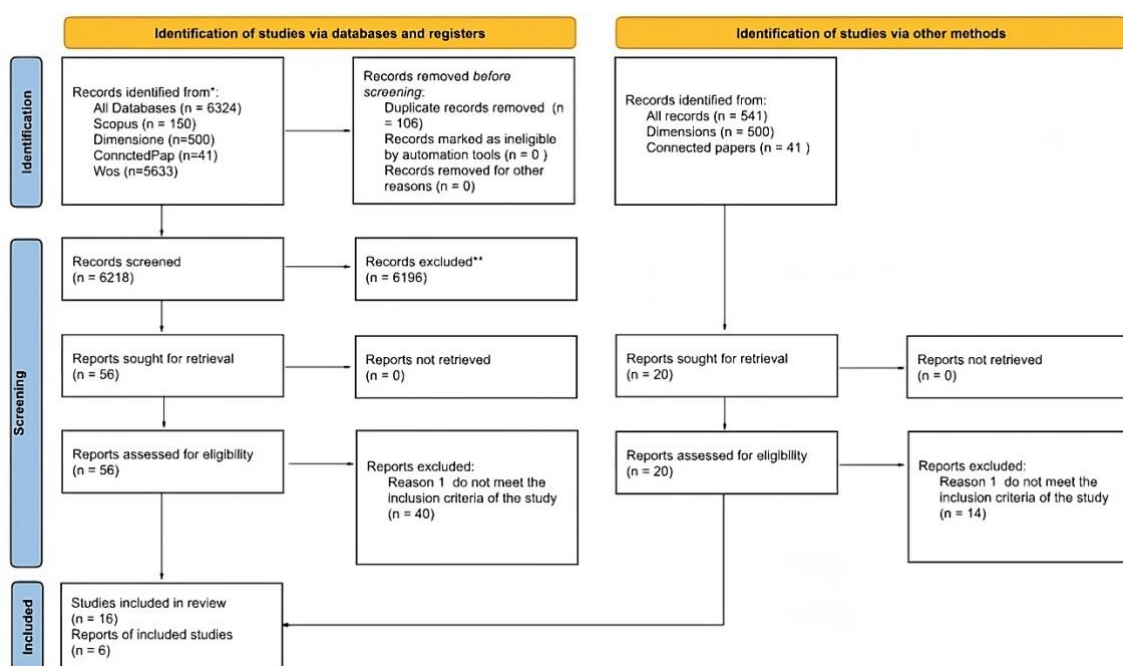 Identification of studies via databases and registers
Identification of studies via other methods
Identification
Records identified from*:
All Databases (n = 6324)
Scopus (n = 150)
Dimensione (n=500)
ConnctedPap (n=41)
Wos (n=5633)
Records removed before
screening:
Duplicate records removed (n
= 106)
Records marked as ineligible
by automation tools (n = 0 )
Records removed for other
reasons (n = 0)
Records identified from:
All records (n = 541)
Dimensions (n = 500)
Connected papers (n = 41 )
Screening
Records screened
(n = 6218)
Records excluded**
(n = 6196)
Reports sought for retrieval
(n = 56)
Reports not retrieved
(n = 0)
Reports sought for retrieval
(n = 20)
Reports not retrieved
(n = 0)
Reports assessed for eligibility
(n = 56)
Reports excluded:
Reason 1 do not meet the
inclusion criteria of the study
(n = 40)
Reports assessed for eligibility
(n = 20)
Reports excluded:
Reason 1 do not meet the
inclusion criteria of the study
(n = 14)
Included
Studies included in review
(n = 16)
Reports of included studies
(n = 6)